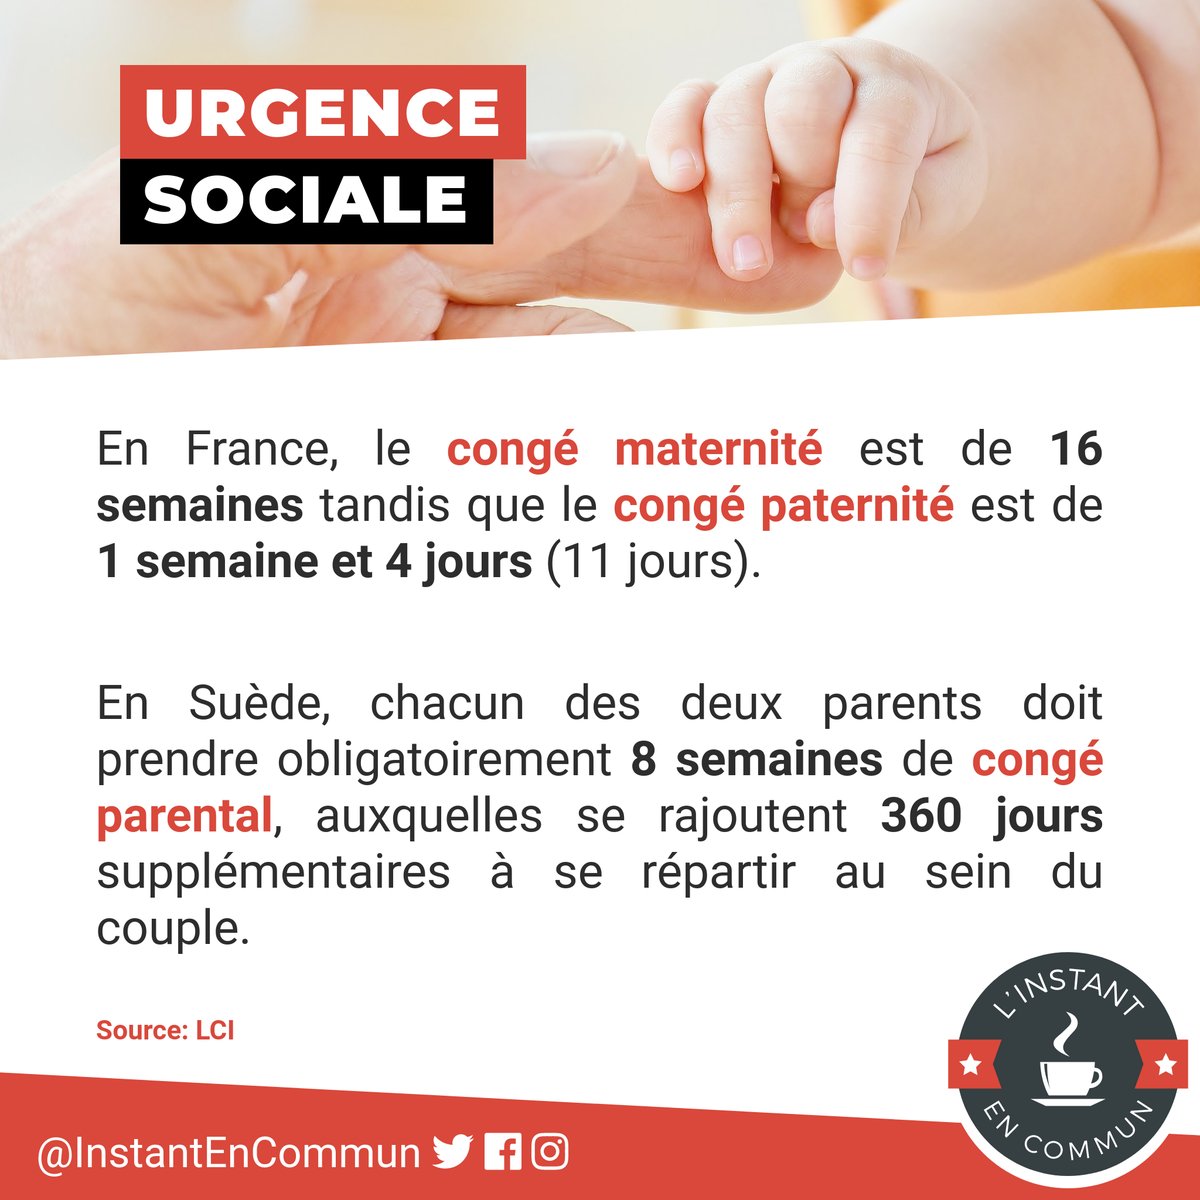 URGENCE
SOCIALE
En France, le congé maternité est de 16
semaines tandis que le congé paternité est de
1 semaine et 4 jours (11 jours).
En Suède, chacun des deux parents doit
prendre obligatoirement 8 semaines de congé
parental, auxquelles se rajoutent 360 jours
supplémentaires à se répartir au sein du
couple.
Source: LCI
L'INSTANT
EN COMMUN
@InstantEnCommun